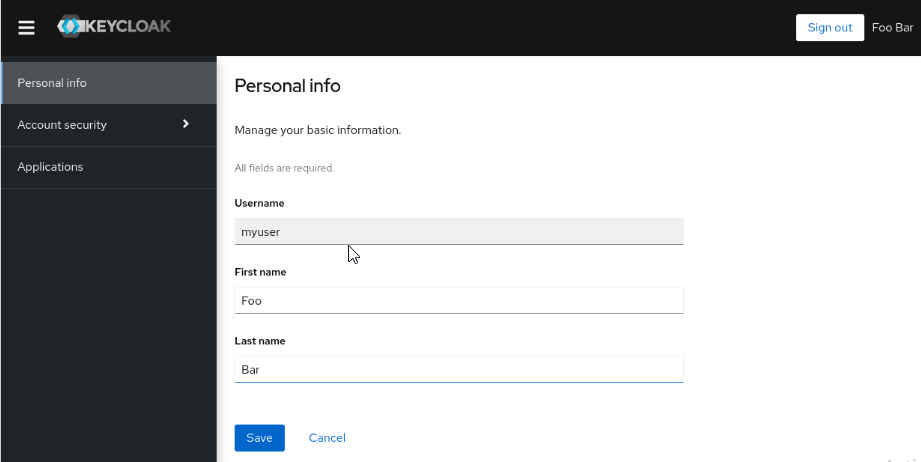 KEYCLOAK
Sign out
Foo Bar
Personal info
Account security
Applications
Personal info
Manage your basic information.
All fields are required.
Username
myuser
First name
Foo
Last name
Bar
Save
Cancel